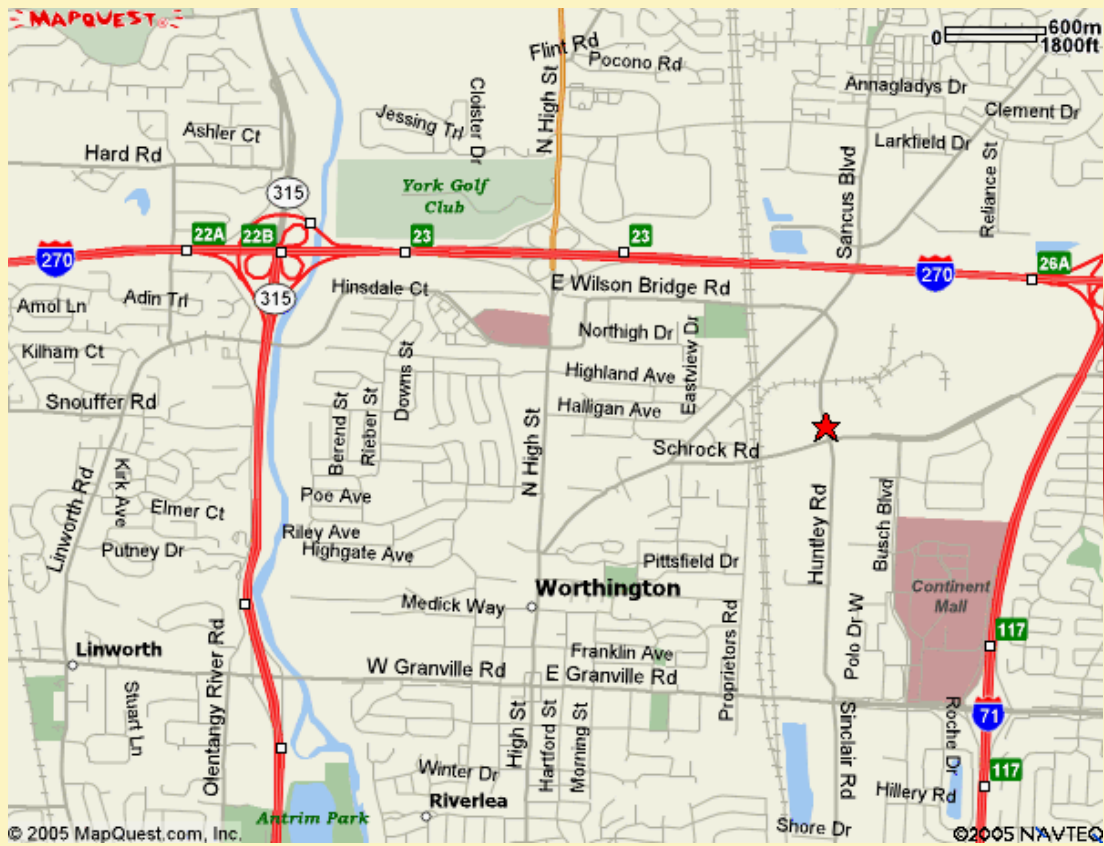 MAPQUEST
600m
0
1800ft
Flint Rd
Pocono Rd
Annagladys Dr
Clement Dr
Cloister Dr
N High St
Jessing Trl
Ashler Ct
Larkfield Dr
Hard Rd
Sancus Blvd
Reliance St
York Golf
Club
315
22A
22B
23
23
270
270
26A
315
Hinsdale Ct
E Wilson Bridge Rd
Adin Trl
Amol Ln
Northigh Dr
Eastview Dr
Kilham Ct
Highland Ave
Downs St
Rieber St
Berend St
Snouffer Rd
Halligan Ave
N High St
Schrock Rd
Linworth Rd
Kirk Ave
Poe Ave
Elmer Ct
Huntley Rd
Busch Blvd
Riley Ave
Highgate Ave
Putney Dr
Pittsfield Dr
Worthington
Continent
Mall
Medick Way
Polo Dr W
117
Linworth
Olentangy River Rd
Franklin Ave
W Granville Rd
E Granville Rd
Proprietors Rd
Stuart Ln
High St
Hartford St
Morning St
Sinclair Rd
Roche Dr
71
Winter Dr
117
Hillery Rd
Riverlea
Antrim Park
Shore Dr
© 2005 MapQuest.com, Inc.
©2005 NAVTEQ